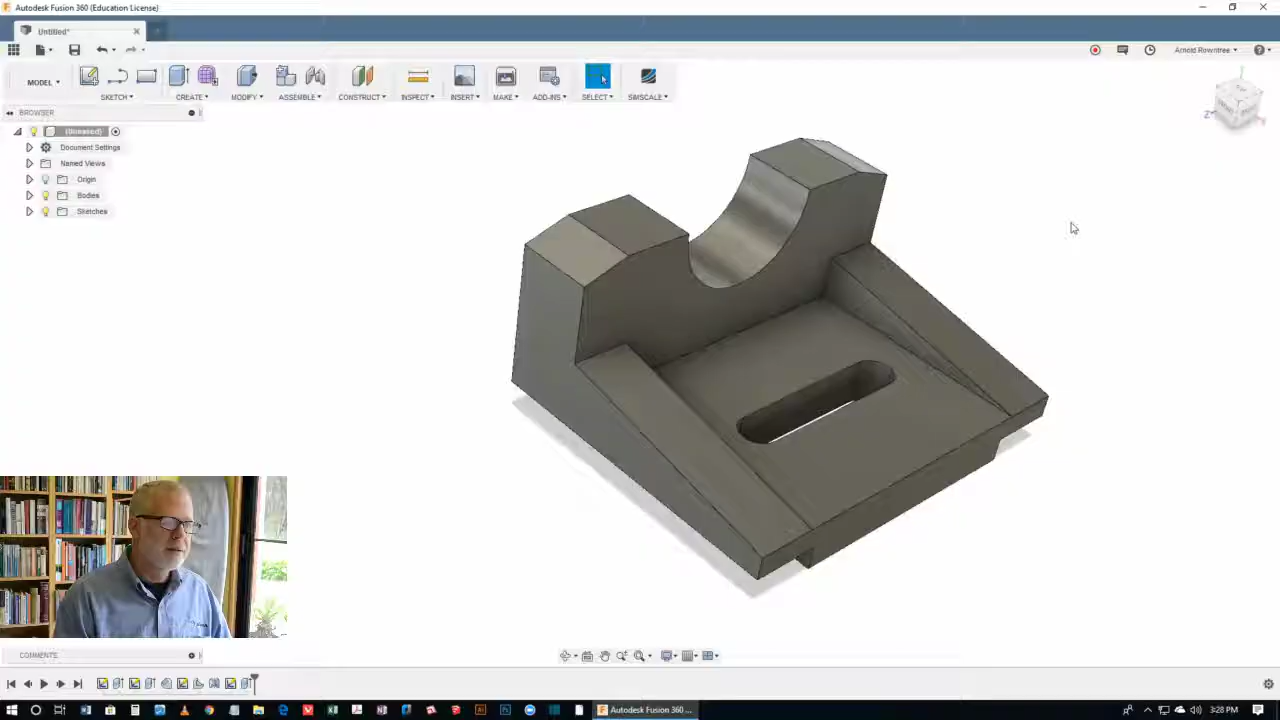 Autodesk Fusion 360 (Education License)
Untitled*
Arnold Rowntree
MODEL
SKETCH
CREATE
MODIFY
ASSEMBLE
CONSTRUCT
INSPECT
INSERT
MAKE
ADD-INS
SELECT
SIMSCALE
BROWSER
(Unsaved)
Document Settings
Named Views
Origin
Bodies
Sketches
Z
COMMENTS
Autodesk Fusion 360 ...
3:28 PM